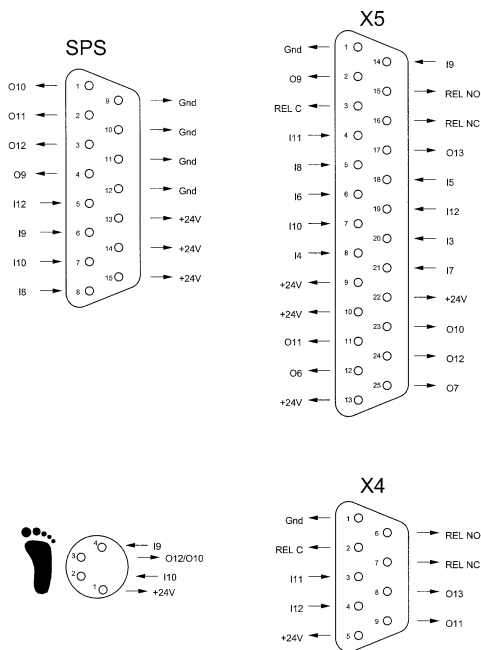 SPS
O10 1
O11 2
O12 3
O9 4
I12 5
I9 6
I10 7
I8 8
9 Gnd
10 Gnd
11 Gnd
12 Gnd
13 +24V
14 +24V
15 +24V
X5
Gnd 1
O9 2
REL C 3
I11 4
I8 5
I6 6
I10 7
I4 8
+24V 9
+24V 10
O11 11
O6 12
+24V 13
14 I9
15 REL NO
16 REL NC
17 O13
18 I5
19 I12
20 I3
21 I7
22 +24V
23 O10
24 O12
25 O7
4 I9
3 O12/O10
2 I10
1 +24V
X4
Gnd 1
REL C 2
I11 3
I12 4
+24V 5
6 REL NO
7 REL NC
8 O13
9 O11